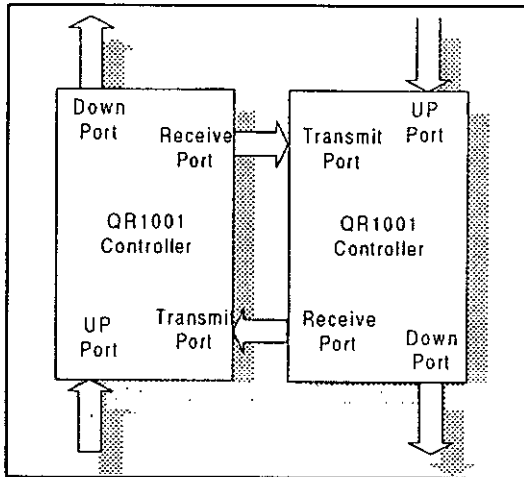 Down
Port
Receive
Port
QR1001
Controller
UP
Port
Transmit
Port
UP
Port
Transmit
Port
QR1001
Controller
Receive
Port
Down
Port